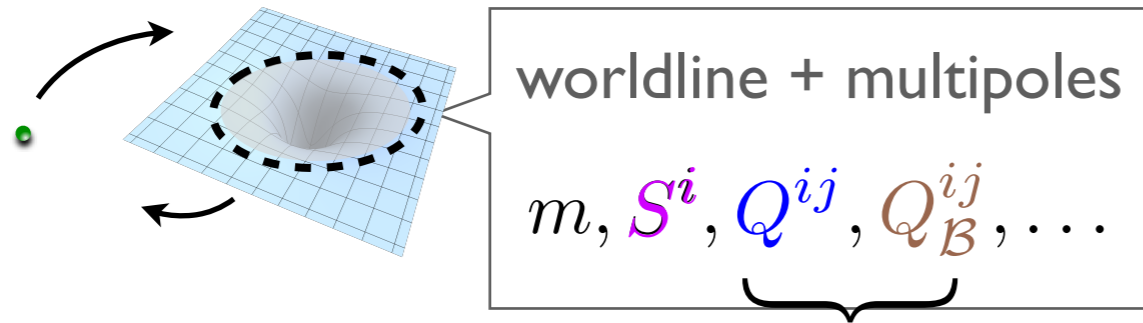 worldline + multipoles
m, S^i, Q^{ij}, Q_{\mathcal{B}}^{ij}, ...